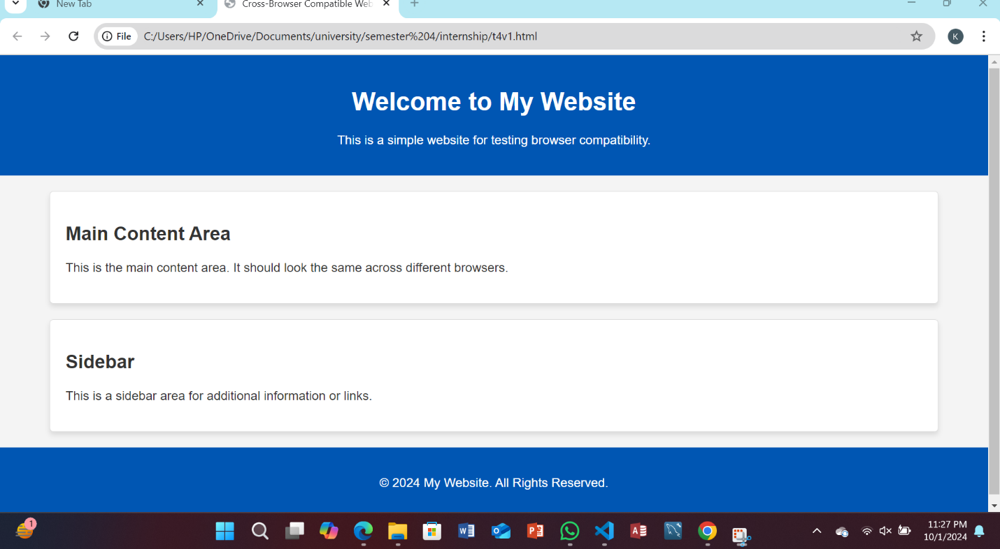 New Tab
Cross-Browser Compatible Web
File C:/Users/HP/OneDrive/Documents/university/semester%204/internship/t4v1.html
K
Welcome to My Website
This is a simple website for testing browser compatibility.
Main Content Area
This is the main content area. It should look the same across different browsers.
Sidebar
This is a sidebar area for additional information or links.
© 2024 My Website. All Rights Reserved.
1
11:27 PM
10/1/2024